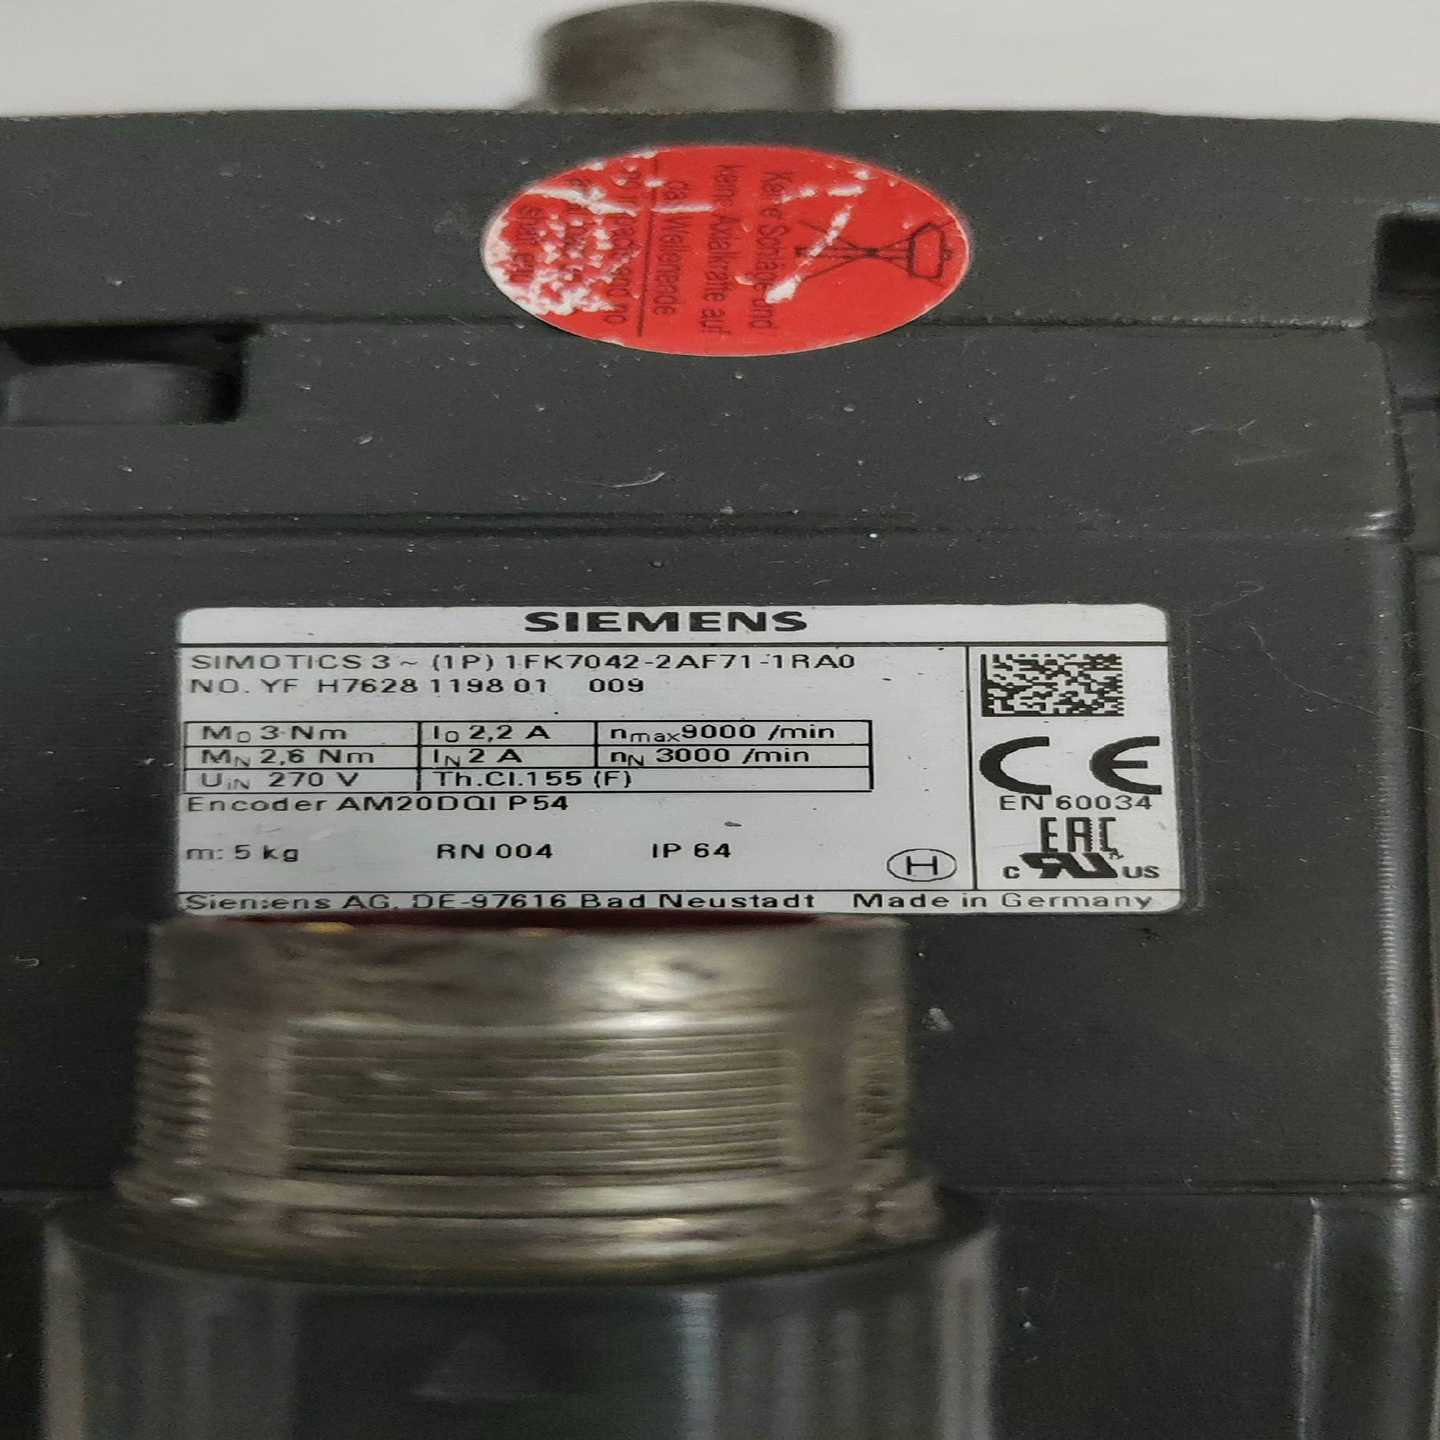 Keine Schläge und
keine Axialkräfte auf
das Wellenende
SIEMENS
SIMOTICS 3 ~ (1P) 1FK7042-2AF71-1RA0
NO. YF H7628 1198 01 009
M0 3 Nm I0 2,2 A nmax 9000 /min
MN 2,6 Nm IN 2 A nN 3000 /min
UIN 270 V Th.Cl.155 (F)
Encoder AM20DQI P54
m: 5 kg RN 004 IP 64 H
CE
EN 60034
EAC
c RU US
Siemens AG, DE-97616 Bad Neustadt Made in Germany